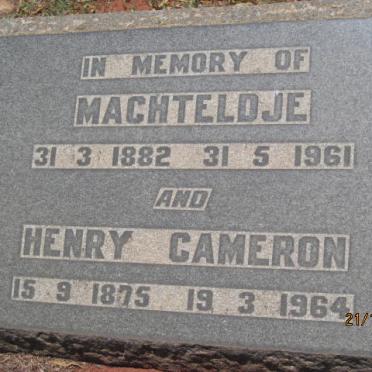 IN MEMORY OF
MACHTELDJE
31 3 1882 31 5 1961
AND
HENRY CAMERON
15 9 1875 19 3 1964